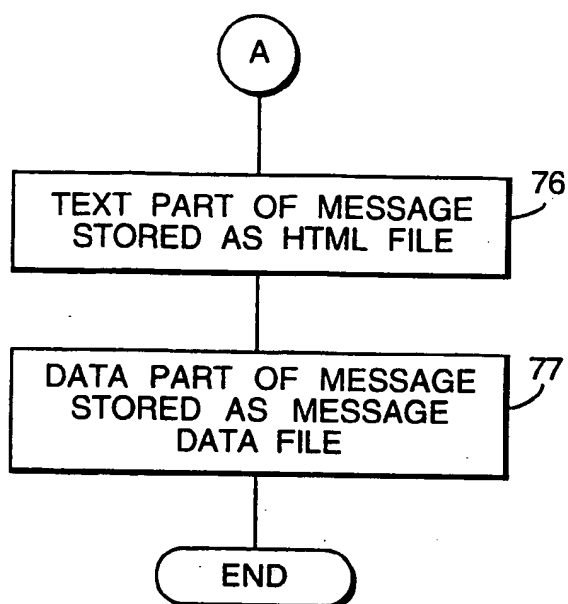 A
76
TEXT PART OF MESSAGE
STORED AS HTML FILE
77
DATA PART OF MESSAGE
STORED AS MESSAGE
DATA FILE
END